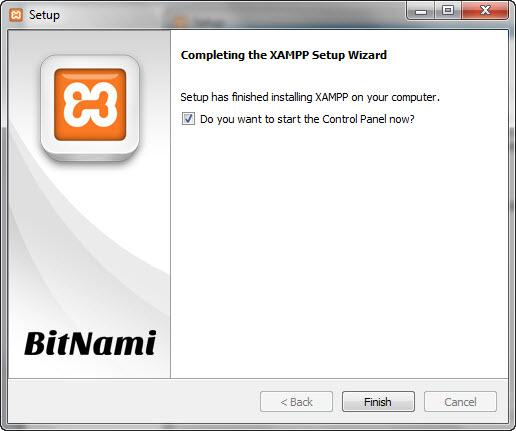 Setup
Completing the XAMPP Setup Wizard
Setup has finished installing XAMPP on your computer.
Do you want to start the Control Panel now?
BitNami
< Back
Finish
Cancel